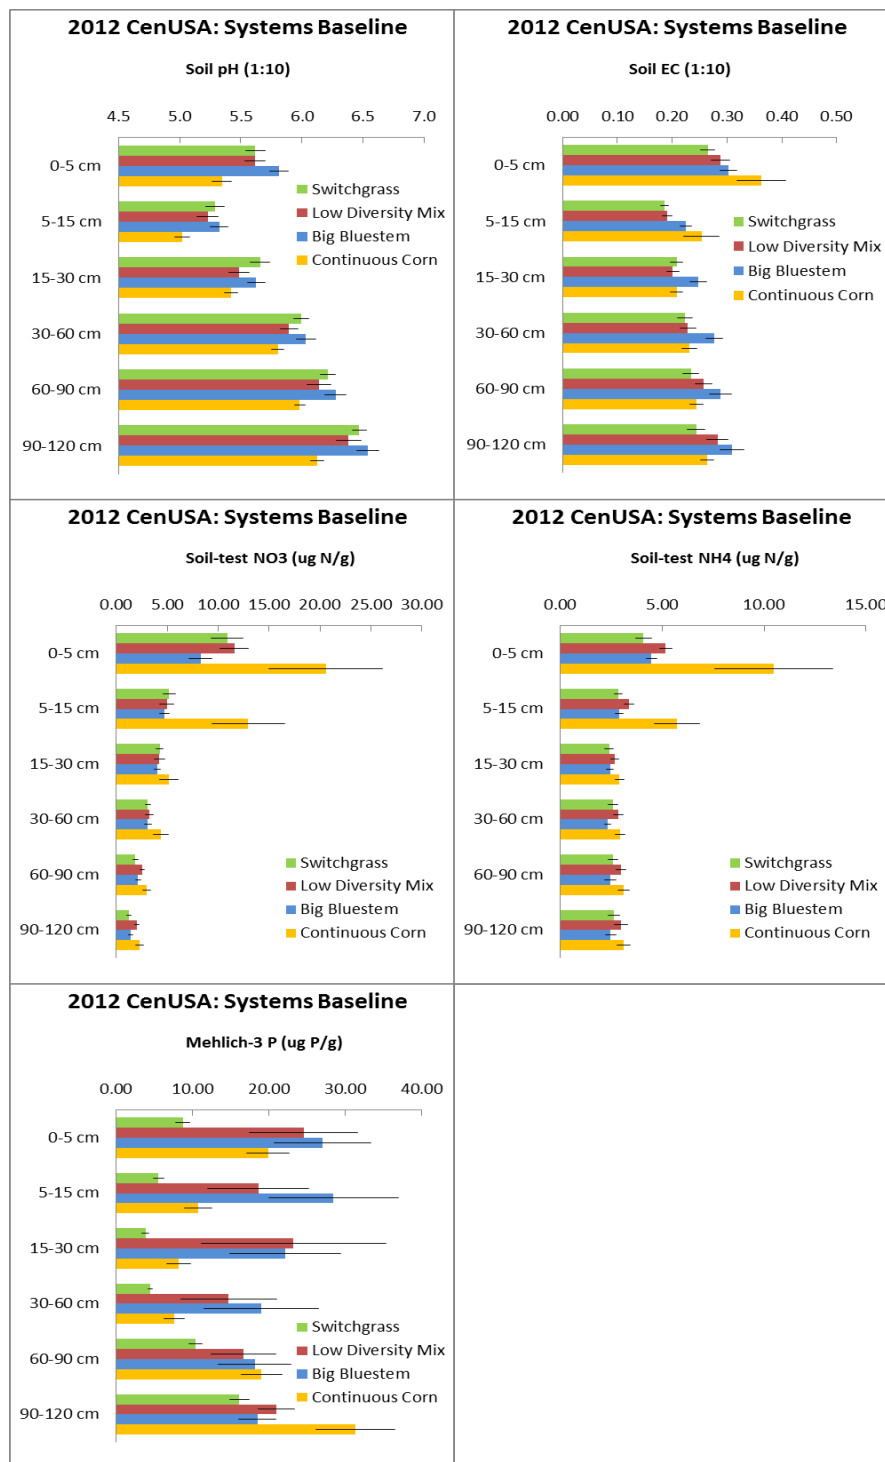 2012 CenUSA: Systems Baseline
Soil pH (1:10)
4.5 5.0 5.5 6.0 6.5 7.0
0-5 cm
5-15 cm
15-30 cm
30-60 cm
60-90 cm
90-120 cm
Switchgrass
Low Diversity Mix
Big Bluestem
Continuous Corn
2012 CenUSA: Systems Baseline
Soil EC (1:10)
0.00 0.10 0.20 0.30 0.40 0.50
0-5 cm
5-15 cm
15-30 cm
30-60 cm
60-90 cm
90-120 cm
Switchgrass
Low Diversity Mix
Big Bluestem
Continuous Corn
2012 CenUSA: Systems Baseline
Soil-test NO3 (ug N/g)
0.00 5.00 10.00 15.00 20.00 25.00 30.00
0-5 cm
5-15 cm
15-30 cm
30-60 cm
60-90 cm
90-120 cm
Switchgrass
Low Diversity Mix
Big Bluestem
Continuous Corn
2012 CenUSA: Systems Baseline
Soil-test NH4 (ug N/g)
0.00 5.00 10.00 15.00
0-5 cm
5-15 cm
15-30 cm
30-60 cm
60-90 cm
90-120 cm
Switchgrass
Low Diversity Mix
Big Bluestem
Continuous Corn
2012 CenUSA: Systems Baseline
Mehlich-3 P (ug P/g)
0.00 10.00 20.00 30.00 40.00
0-5 cm
5-15 cm
15-30 cm
30-60 cm
60-90 cm
90-120 cm
Switchgrass
Low Diversity Mix
Big Bluestem
Continuous Corn